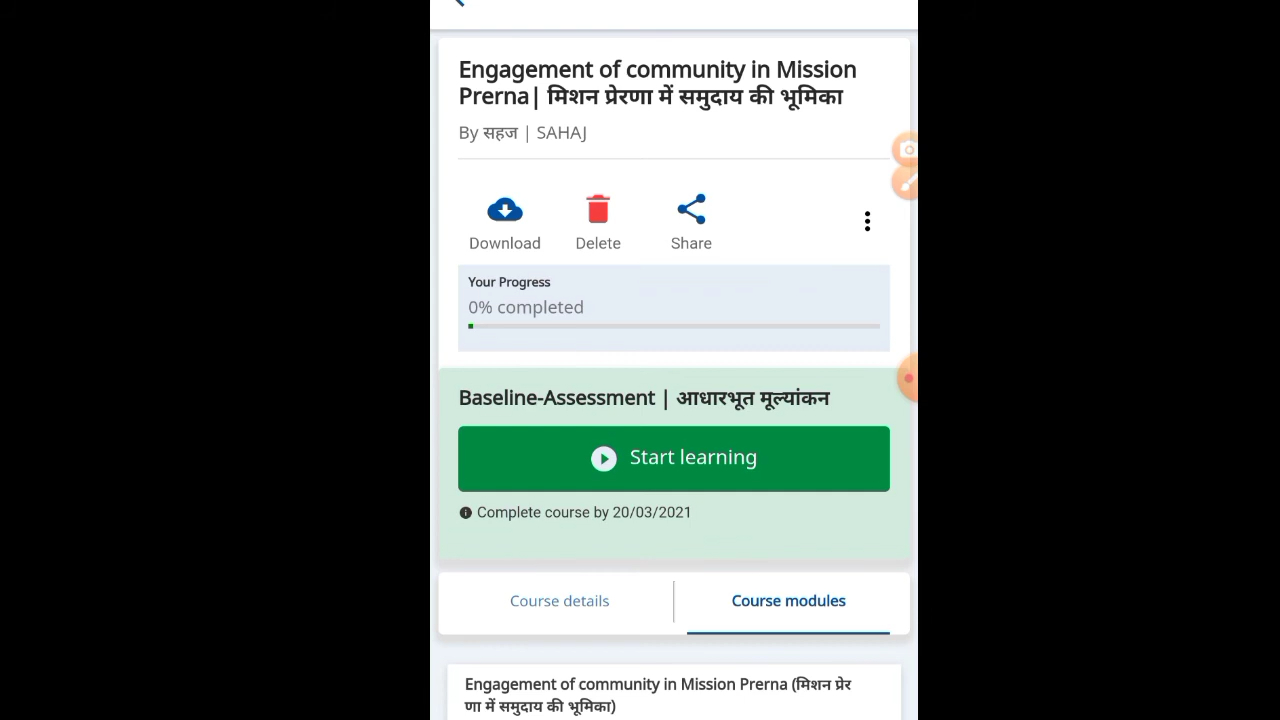 Engagement of community in Mission
Prerna| मिशन प्रेरणा में समुदाय की भूमिका
By सहज | SAHAJ
Download
Delete
Share
Your Progress
0% completed
Baseline-Assessment | आधारभूत मूल्यांकन
Start learning
Complete course by 20/03/2021
Course details
Course modules
Engagement of community in Mission Prerna (मिशन प्रेर
णा में समुदाय की भूमिका)